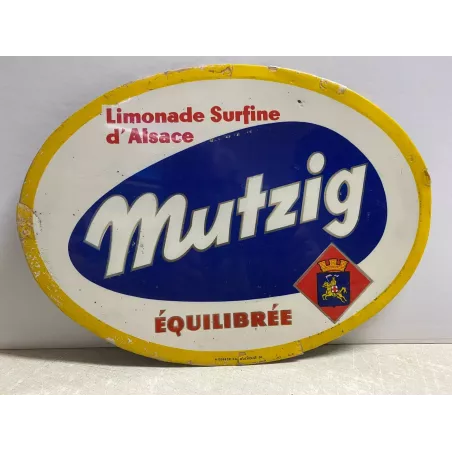 Limonade Surfine
d'Alsace
Mutzig
ÉQUILIBRÉE